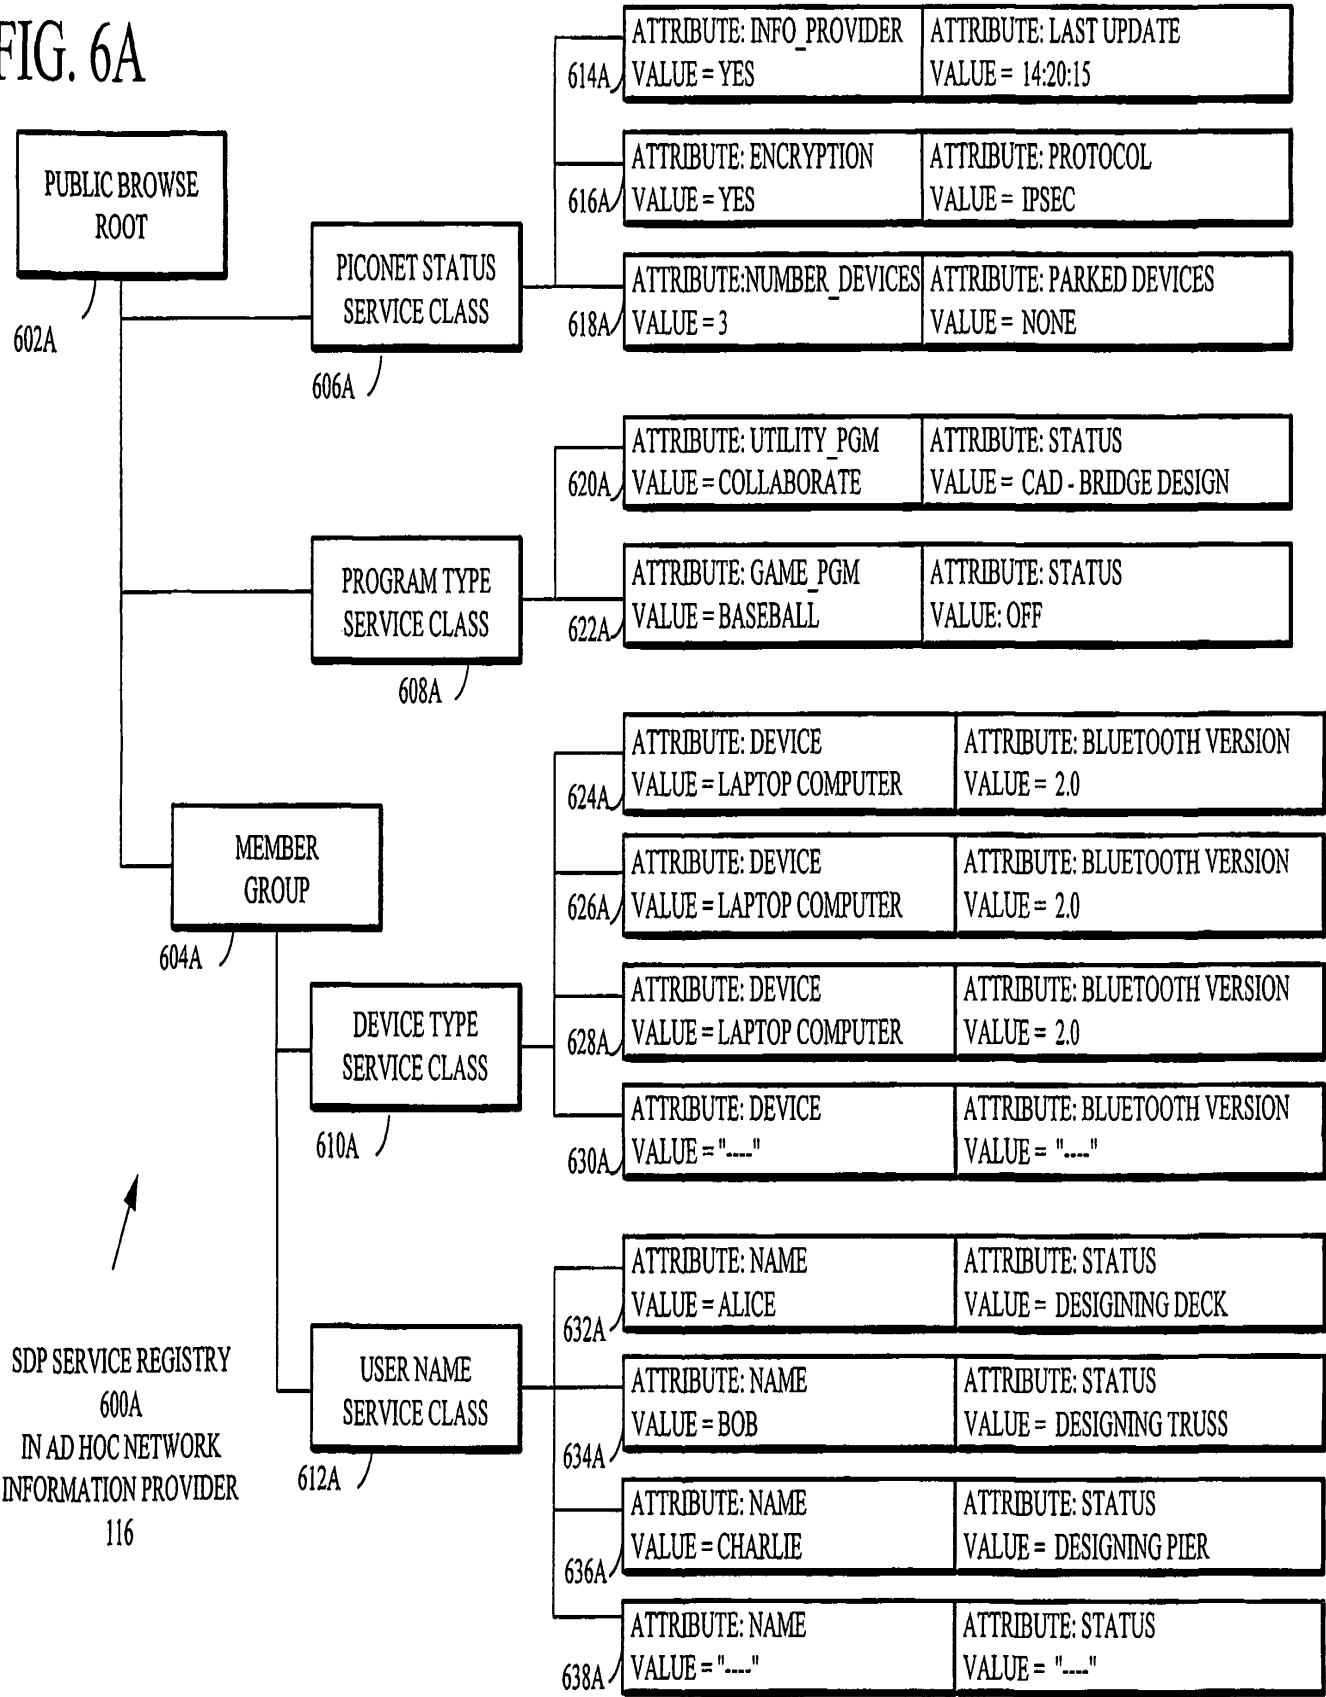 FIG. 6A
PUBLIC BROWSE
ROOT
602A
PICONET STATUS
SERVICE CLASS
606A
ATTRIBUTE: INFO_PROVIDER
VALUE = YES
ATTRIBUTE: LAST UPDATE
VALUE = 14:20:15
614A
ATTRIBUTE: ENCRYPTION
VALUE = YES
ATTRIBUTE: PROTOCOL
VALUE = IPSEC
616A
ATTRIBUTE:NUMBER_DEVICES
VALUE = 3
ATTRIBUTE: PARKED DEVICES
VALUE = NONE
618A
PROGRAM TYPE
SERVICE CLASS
608A
ATTRIBUTE: UTILITY_PGM
VALUE = COLLABORATE
ATTRIBUTE: STATUS
VALUE = CAD - BRIDGE DESIGN
620A
ATTRIBUTE: GAME_PGM
VALUE = BASEBALL
ATTRIBUTE: STATUS
VALUE: OFF
622A
MEMBER
GROUP
604A
DEVICE TYPE
SERVICE CLASS
610A
ATTRIBUTE: DEVICE
VALUE = LAPTOP COMPUTER
ATTRIBUTE: BLUETOOTH VERSION
VALUE = 2.0
624A
ATTRIBUTE: DEVICE
VALUE = LAPTOP COMPUTER
ATTRIBUTE: BLUETOOTH VERSION
VALUE = 2.0
626A
ATTRIBUTE: DEVICE
VALUE = LAPTOP COMPUTER
ATTRIBUTE: BLUETOOTH VERSION
VALUE = 2.0
628A
ATTRIBUTE: DEVICE
VALUE = "----"
ATTRIBUTE: BLUETOOTH VERSION
VALUE = "----"
630A
USER NAME
SERVICE CLASS
612A
ATTRIBUTE: NAME
VALUE = ALICE
ATTRIBUTE: STATUS
VALUE = DESIGINING DECK
632A
ATTRIBUTE: NAME
VALUE = BOB
ATTRIBUTE: STATUS
VALUE = DESIGNING TRUSS
634A
ATTRIBUTE: NAME
VALUE = CHARLIE
ATTRIBUTE: STATUS
VALUE = DESIGNING PIER
636A
ATTRIBUTE: NAME
VALUE = "----"
ATTRIBUTE: STATUS
VALUE = "----"
638A
SDP SERVICE REGISTRY
600A
IN AD HOC NETWORK
INFORMATION PROVIDER
116